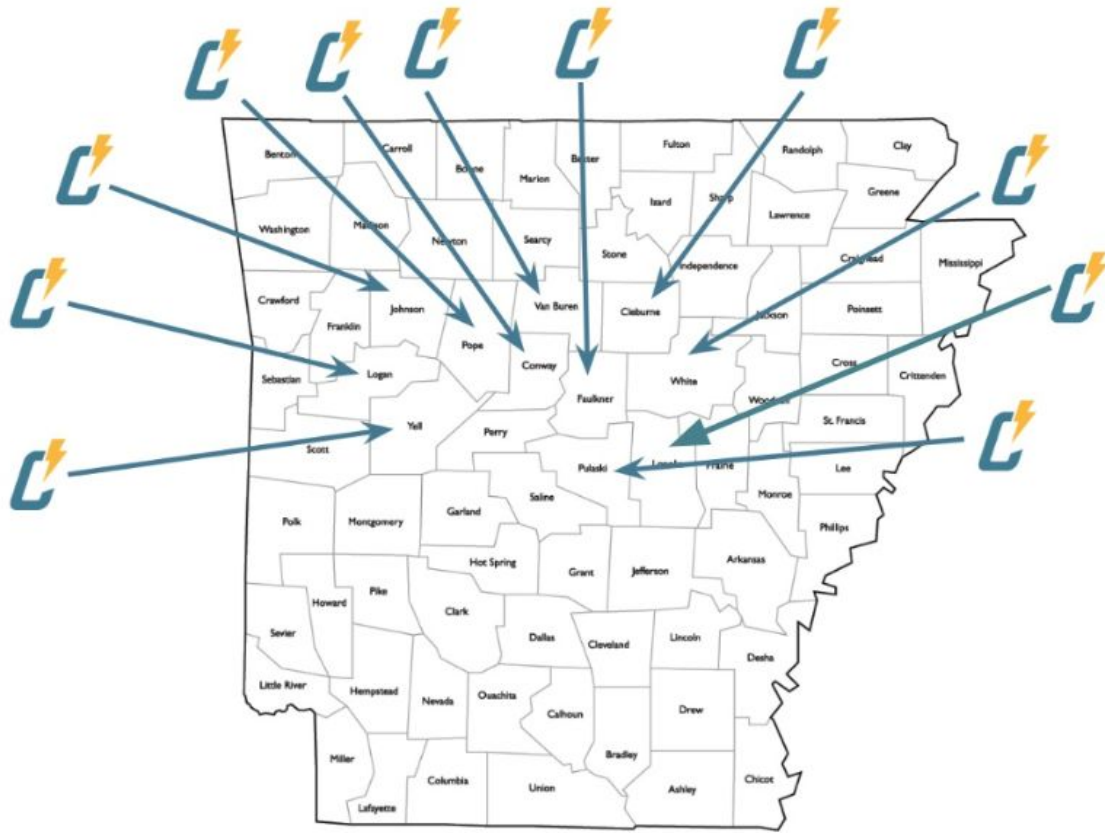 Benton
Carroll
Boone
Marion
Baxter
Fulton
Randolph
Clay
Izard
Sharp
Greene
Lawrence
Washington
Madison
Newton
Searcy
Stone
Independence
Craighead
Mississippi
Crawford
Franklin
Johnson
Van Buren
Cleburne
Jackson
Poinsett
Pope
Sebastian
Logan
Conway
White
Cross
Crittenden
Faulkner
Woodruff
Scott
Yell
Perry
St. Francis
Pulaski
Lonoke
Prairie
Lee
Monroe
Saline
Garland
Polk
Montgomery
Phillips
Hot Spring
Grant
Jefferson
Arkansas
Howard
Pike
Clark
Sevier
Dallas
Cleveland
Lincoln
Desha
Little River
Hempstead
Nevada
Ouachita
Calhoun
Drew
Bradley
Miller
Columbia
Union
Ashley
Chicot
Lafayette